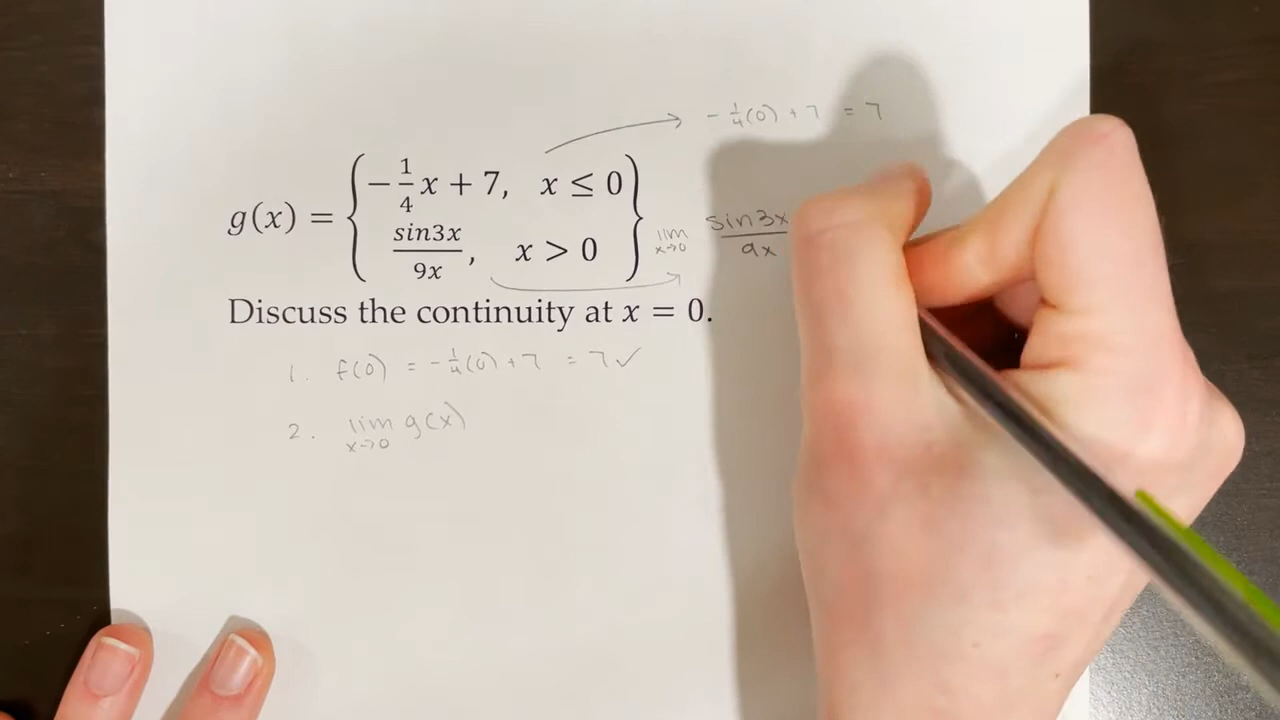 -1/4(0) + 7 = 7
g(x) = { -1/4 x + 7, x ≤ 0
sin3x/9x, x > 0 }
lim x→0 sin3x/9x
Discuss the continuity at x = 0.
1. f(0) = -1/4(0) + 7 = 7 ✓
2. lim x→0 g(x)